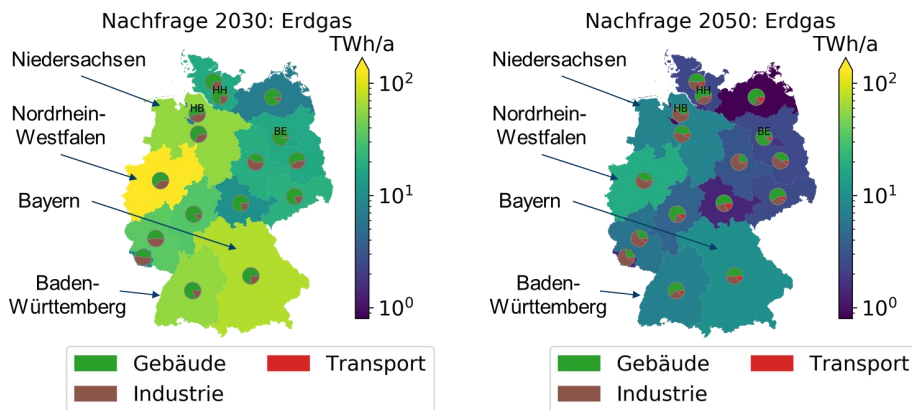 Nachfrage 2030: Erdgas
TWh/a
Niedersachsen
Nordrhein-
Westfalen
Bayern
Baden-
Württemberg
HH
HB
BE
10²
10¹
10⁰
Gebäude
Transport
Industrie
Nachfrage 2050: Erdgas
TWh/a
Niedersachsen
Nordrhein-
Westfalen
Bayern
Baden-
Württemberg
HH
HB
BE
10²
10¹
10⁰
Gebäude
Transport
Industrie